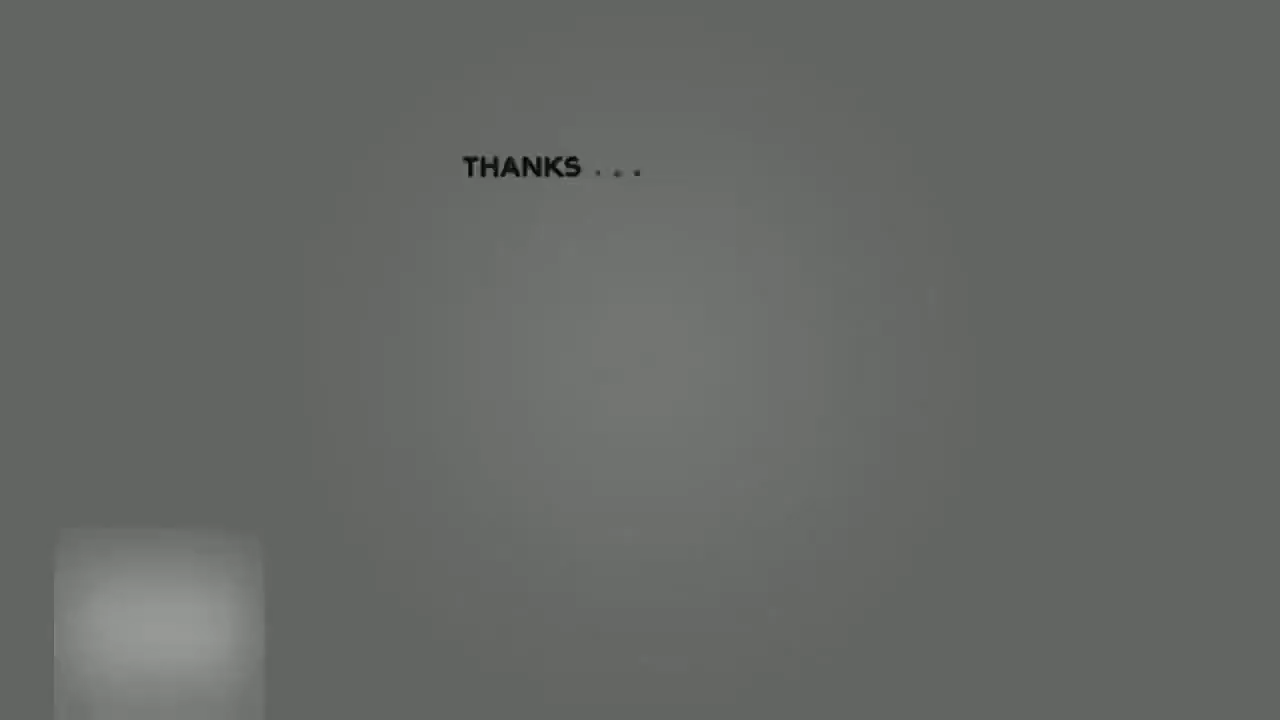 THANKS . . .